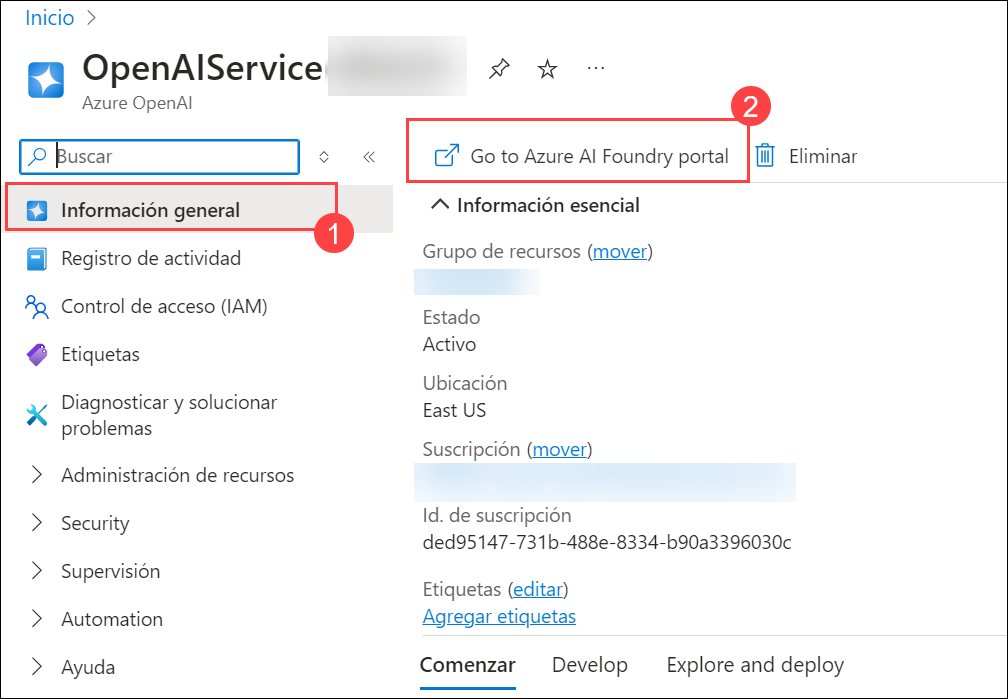 Inicio
OpenAIService
Azure OpenAI
Buscar
Información general
1
Registro de actividad
Control de acceso (IAM)
Etiquetas
Diagnosticar y solucionar
problemas
Administración de recursos
Security
Supervisión
Automation
Ayuda
2
Go to Azure AI Foundry portal
Eliminar
Información esencial
Grupo de recursos (mover)
Estado
Activo
Ubicación
East US
Suscripción (mover)
Id. de suscripción
ded95147-731b-488e-8334-b90a3396030c
Etiquetas (editar)
Agregar etiquetas
Comenzar Develop Explore and deploy